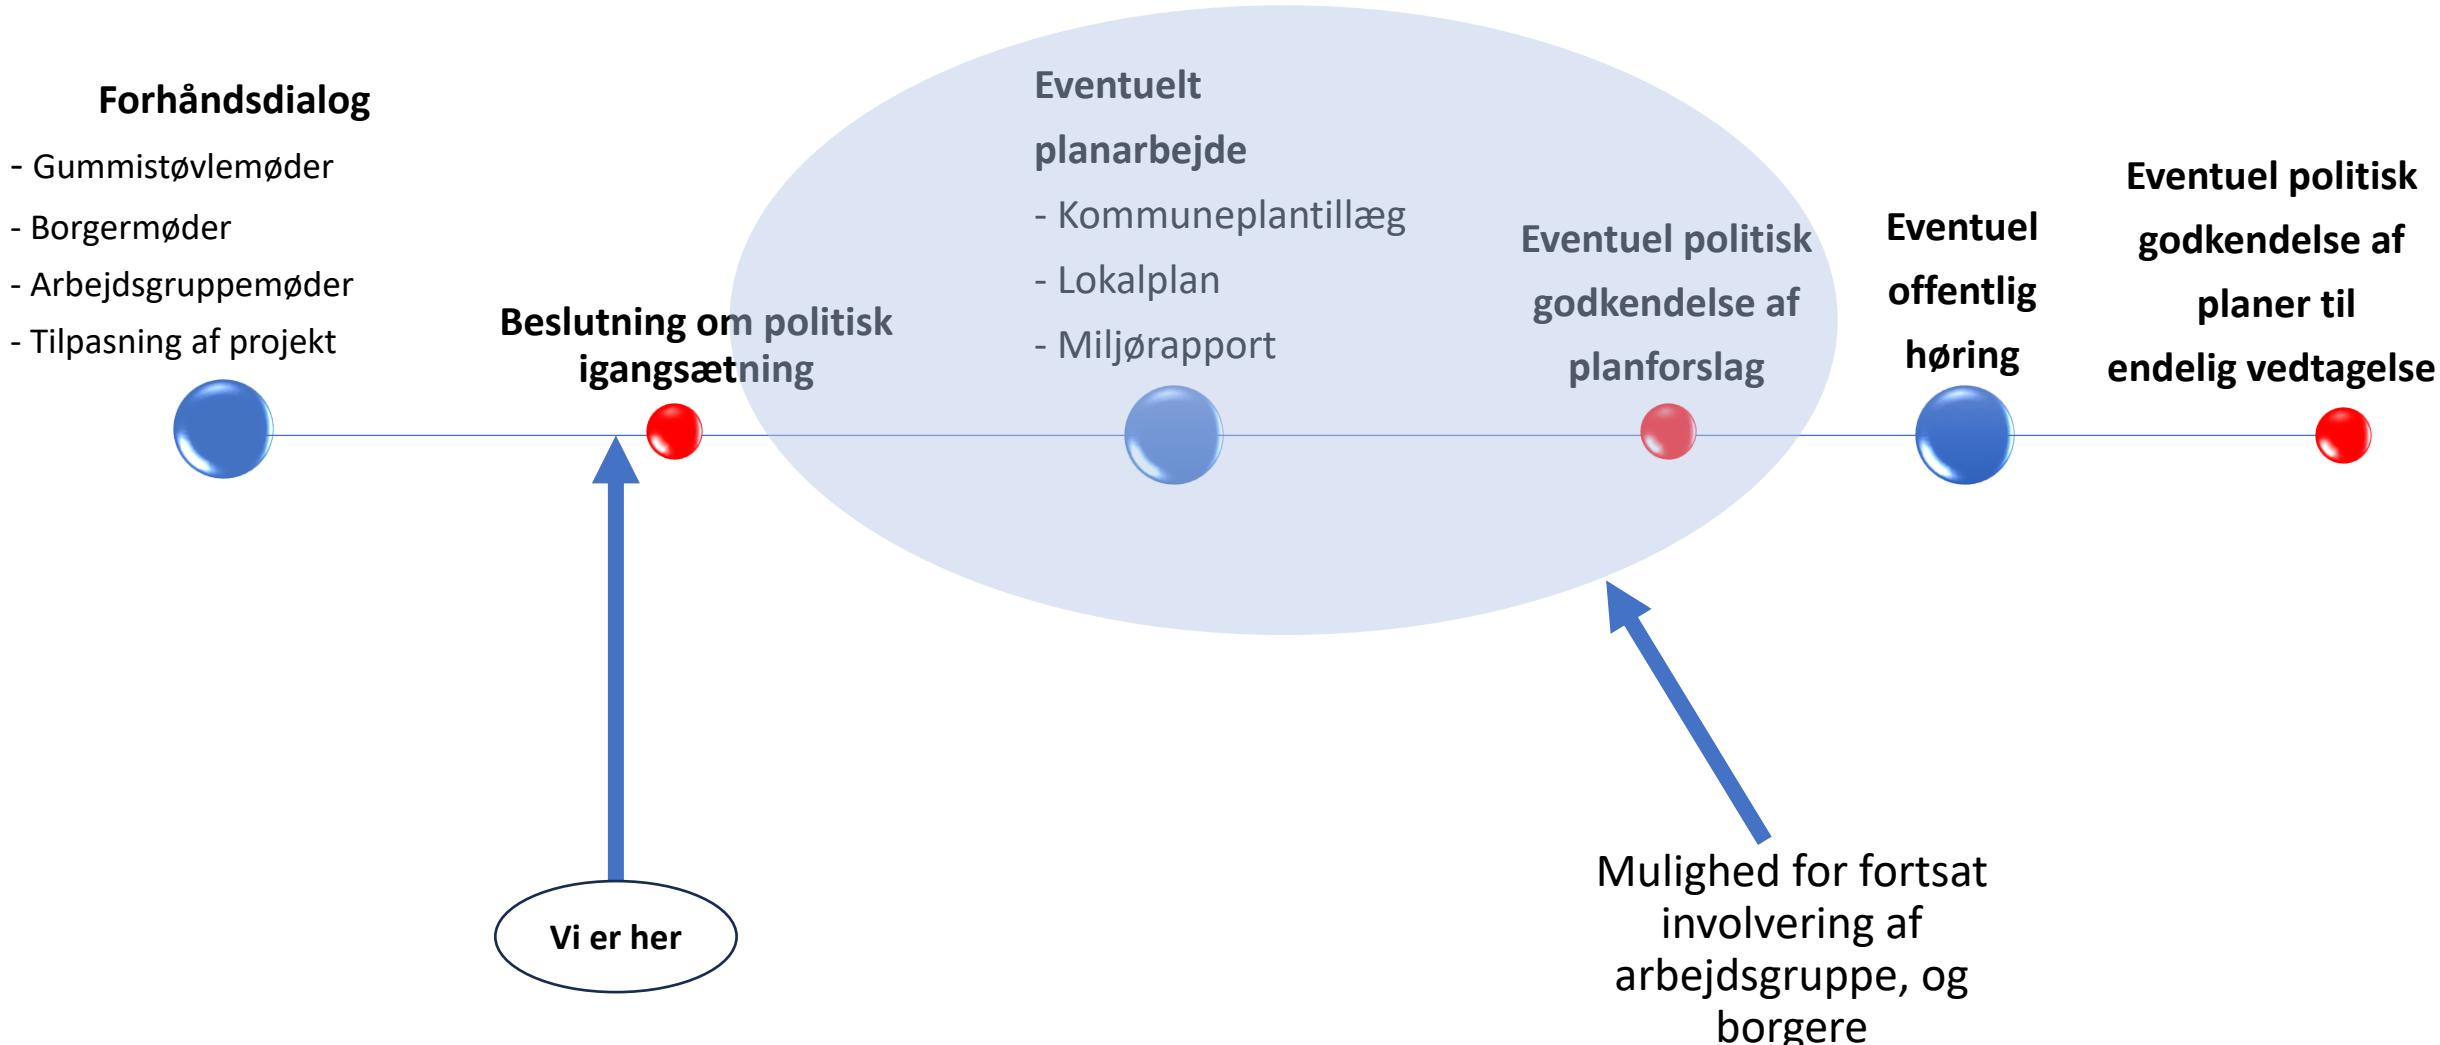 Forhåndsdialog
- Gummistøvlemøder
- Borgermøder
- Arbejdsgruppemøder
- Tilpasning af projekt
Beslutning om politisk
igangsætning
Eventuelt
planarbejde
- Kommuneplantillæg
- Lokalplan
- Miljørapport
Eventuel politisk
godkendelse af
planforslag
Eventuel
offentlig
høring
Eventuel politisk
godkendelse af
planer til
endelig vedtagelse
Vi er her
Mulighed for fortsat
involvering af
arbejdsgruppe, og
borgere